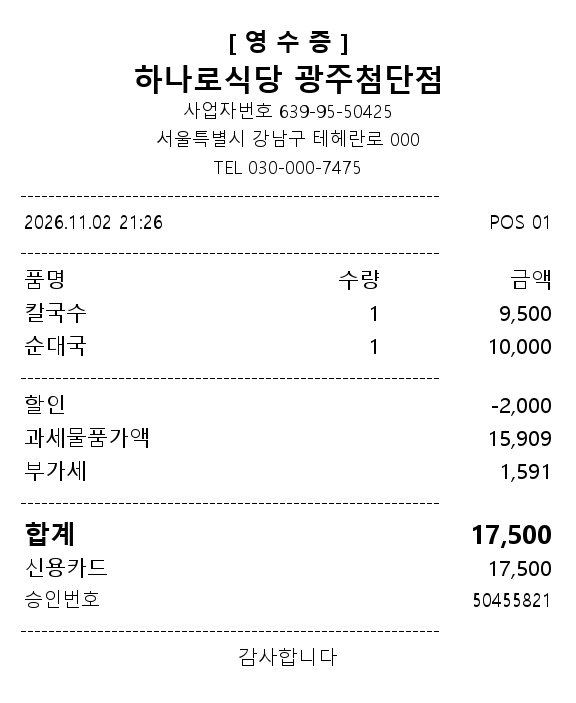 [ 영 수 증 ]
하나로식당 광주첨단점
사업자번호 639-95-50425
서울특별시 강남구 테헤란로 000
TEL 030-000-7475
2026.11.02 21:26 POS 01
품명 수량 금액
칼국수 1 9,500
순대국 1 10,000
할인 -2,000
과세물품가액 15,909
부가세 1,591
합계 17,500
신용카드 17,500
승인번호 50455821
감사합니다